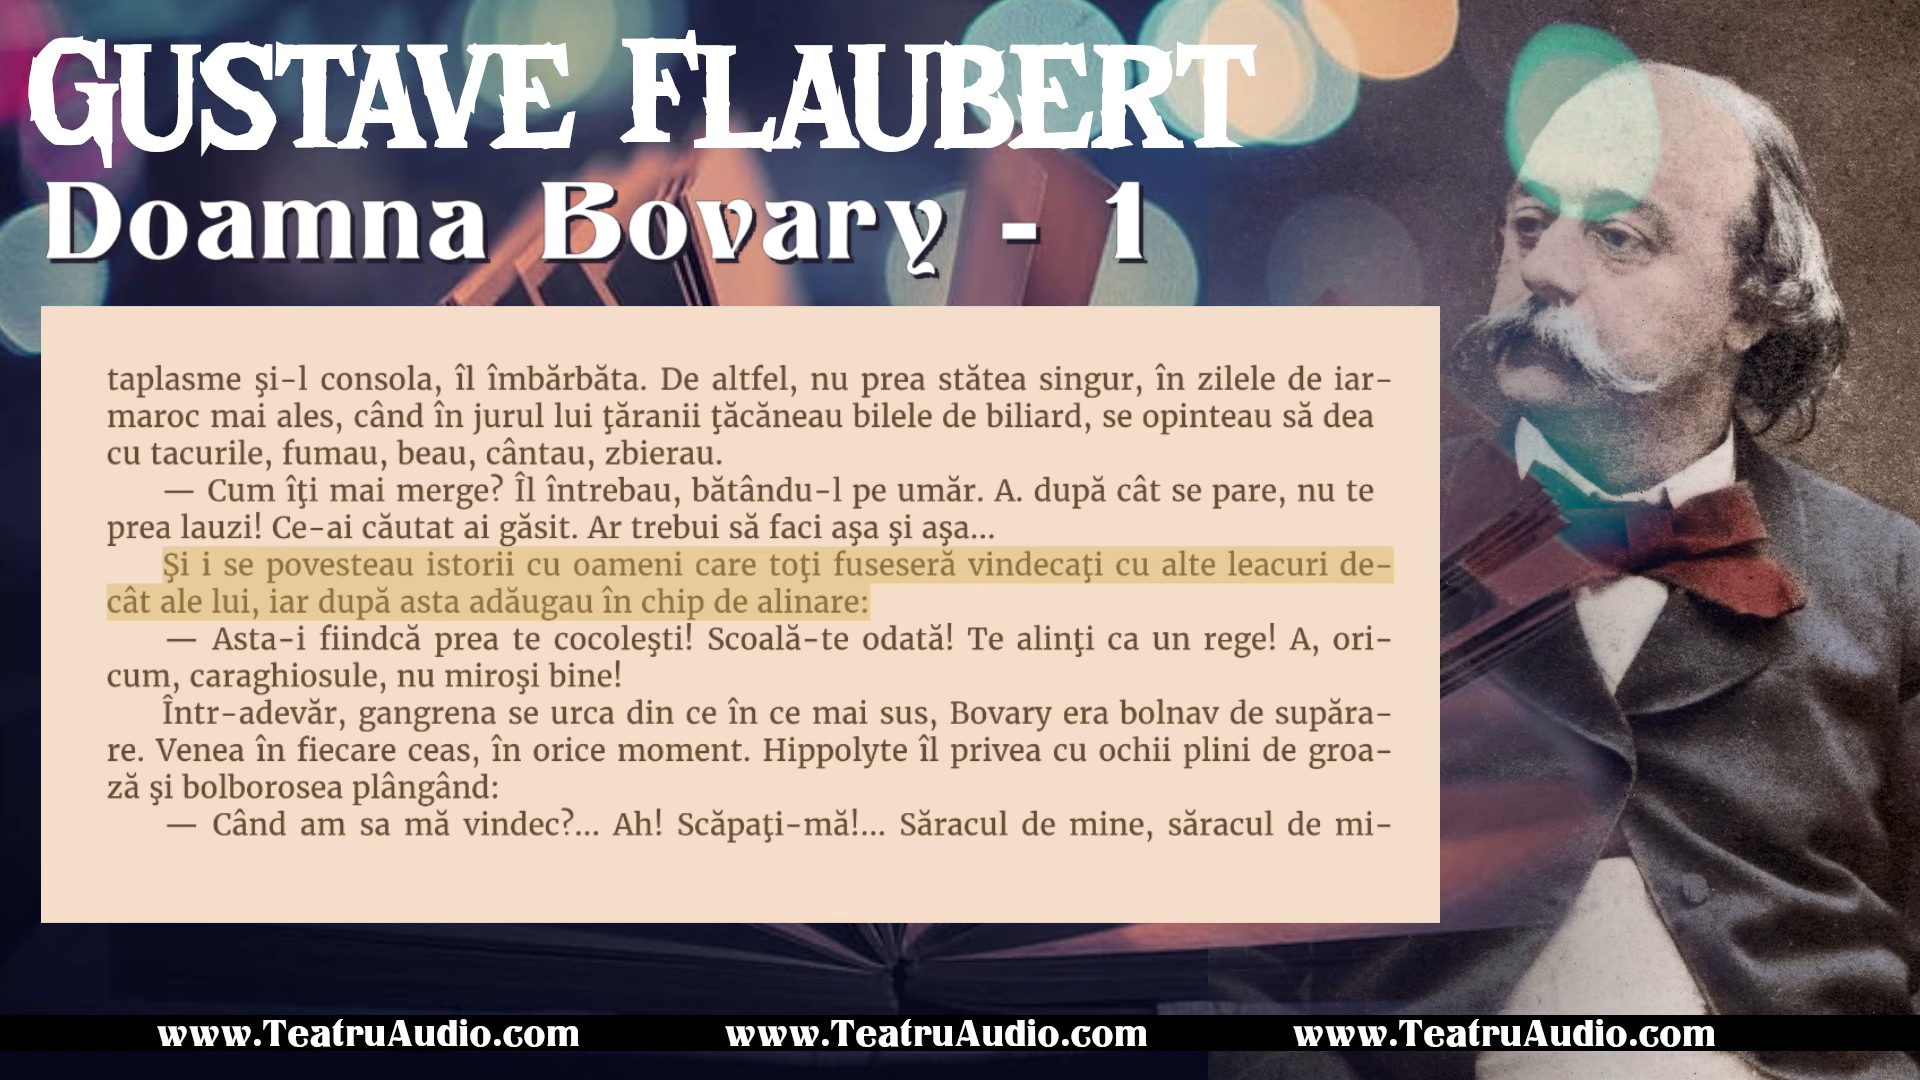 GUSTAVE FLAUBERT
Doamna Bovary - 1
taplasme şi-l consola, îl îmbărbăta. De altfel, nu prea stătea singur, în zilele de iar-
maroc mai ales, când în jurul lui ţăranii ţăcăneau bilele de biliard, se opinteau să dea
cu tacurile, fumau, beau, cântau, zbierau.
— Cum îţi mai merge? Îl întrebau, bătându-l pe umăr. A. după cât se pare, nu te
prea lauzi! Ce-ai căutat ai găsit. Ar trebui să faci aşa şi aşa...
Şi i se povesteau istorii cu oameni care toţi fuseseră vindecaţi cu alte leacuri de-
cât ale lui, iar după asta adăugau în chip de alinare:
— Asta-i fiindcă prea te cocoleşti! Scoală-te odată! Te alinţi ca un rege! A, ori-
cum, caraghiosule, nu miroşi bine!
Într-adevăr, gangrena se urca din ce în ce mai sus, Bovary era bolnav de supăra-
re. Venea în fiecare ceas, în orice moment. Hippolyte îl privea cu ochii plini de groa-
ză şi bolborosea plângând:
— Când am sa mă vindec?... Ah! Scăpaţi-mă!... Săracul de mine, săracul de mi-
www.TeatruAudio.com www.TeatruAudio.com www.TeatruAudio.com